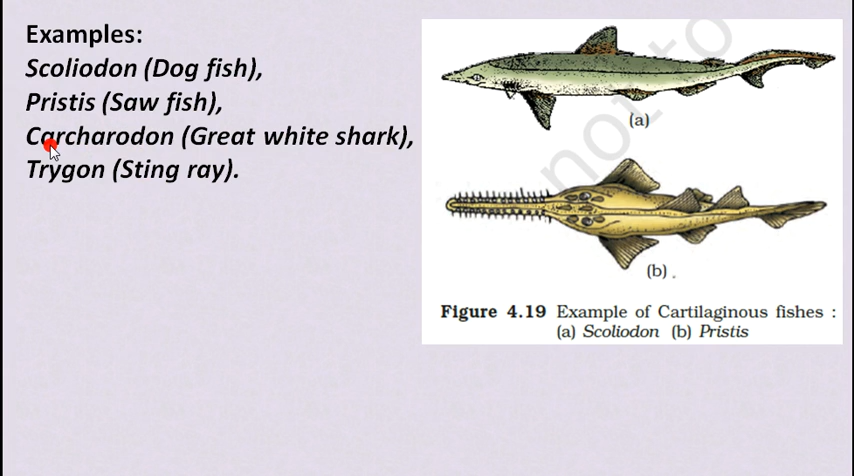 Examples:
Scoliodon (Dog fish),
Pristis (Saw fish),
Carcharodon (Great white shark),
Trygon (Sting ray).
(a)
(b) .
Figure 4.19 Example of Cartilaginous fishes :
(a) Scoliodon (b) Pristis